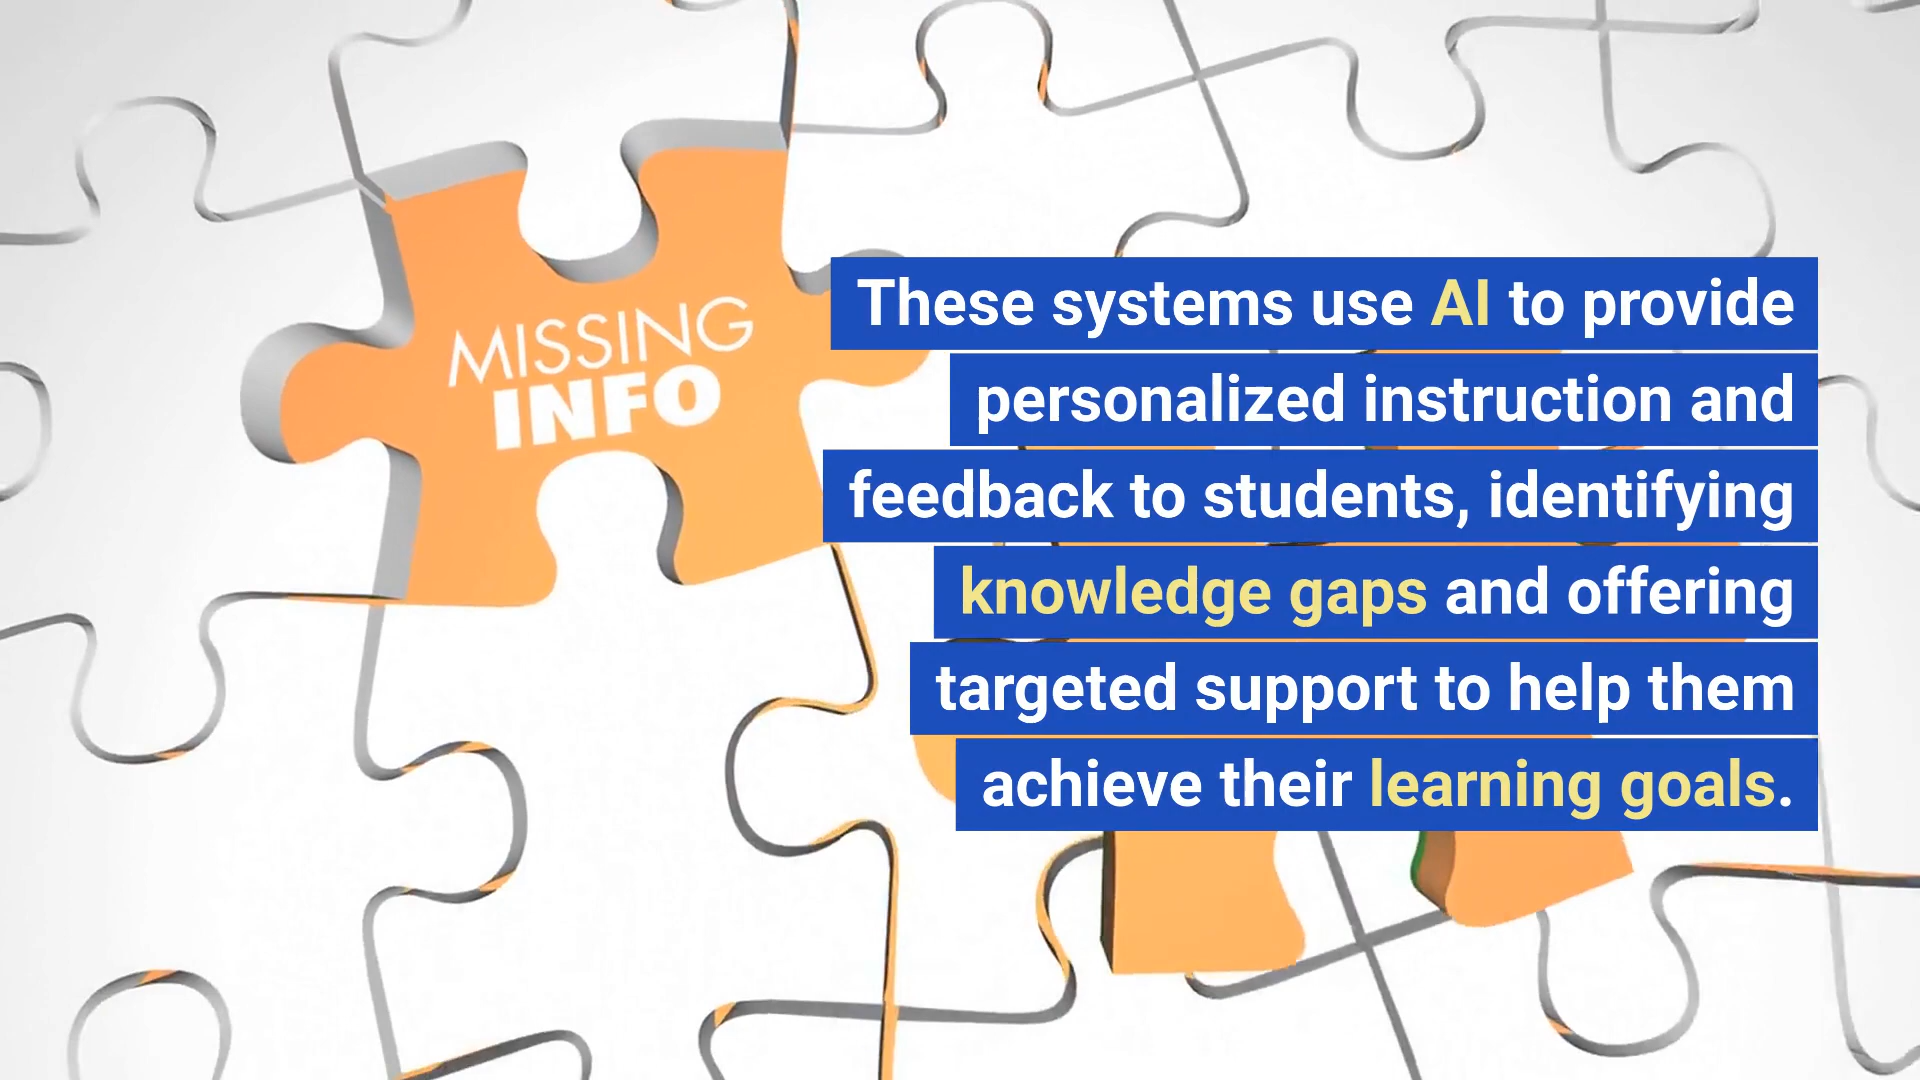 MISSING
INFO
These systems use AI to provide
personalized instruction and
feedback to students, identifying
knowledge gaps and offering
targeted support to help them
achieve their learning goals.